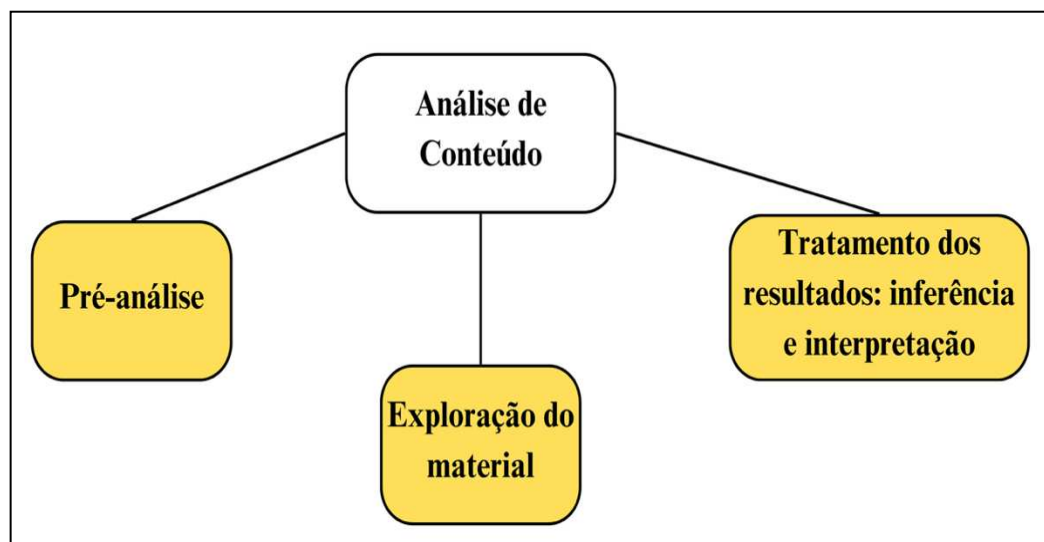 Análise de
Conteúdo
Pré-análise
Exploração do
material
Tratamento dos
resultados: inferência
e interpretação